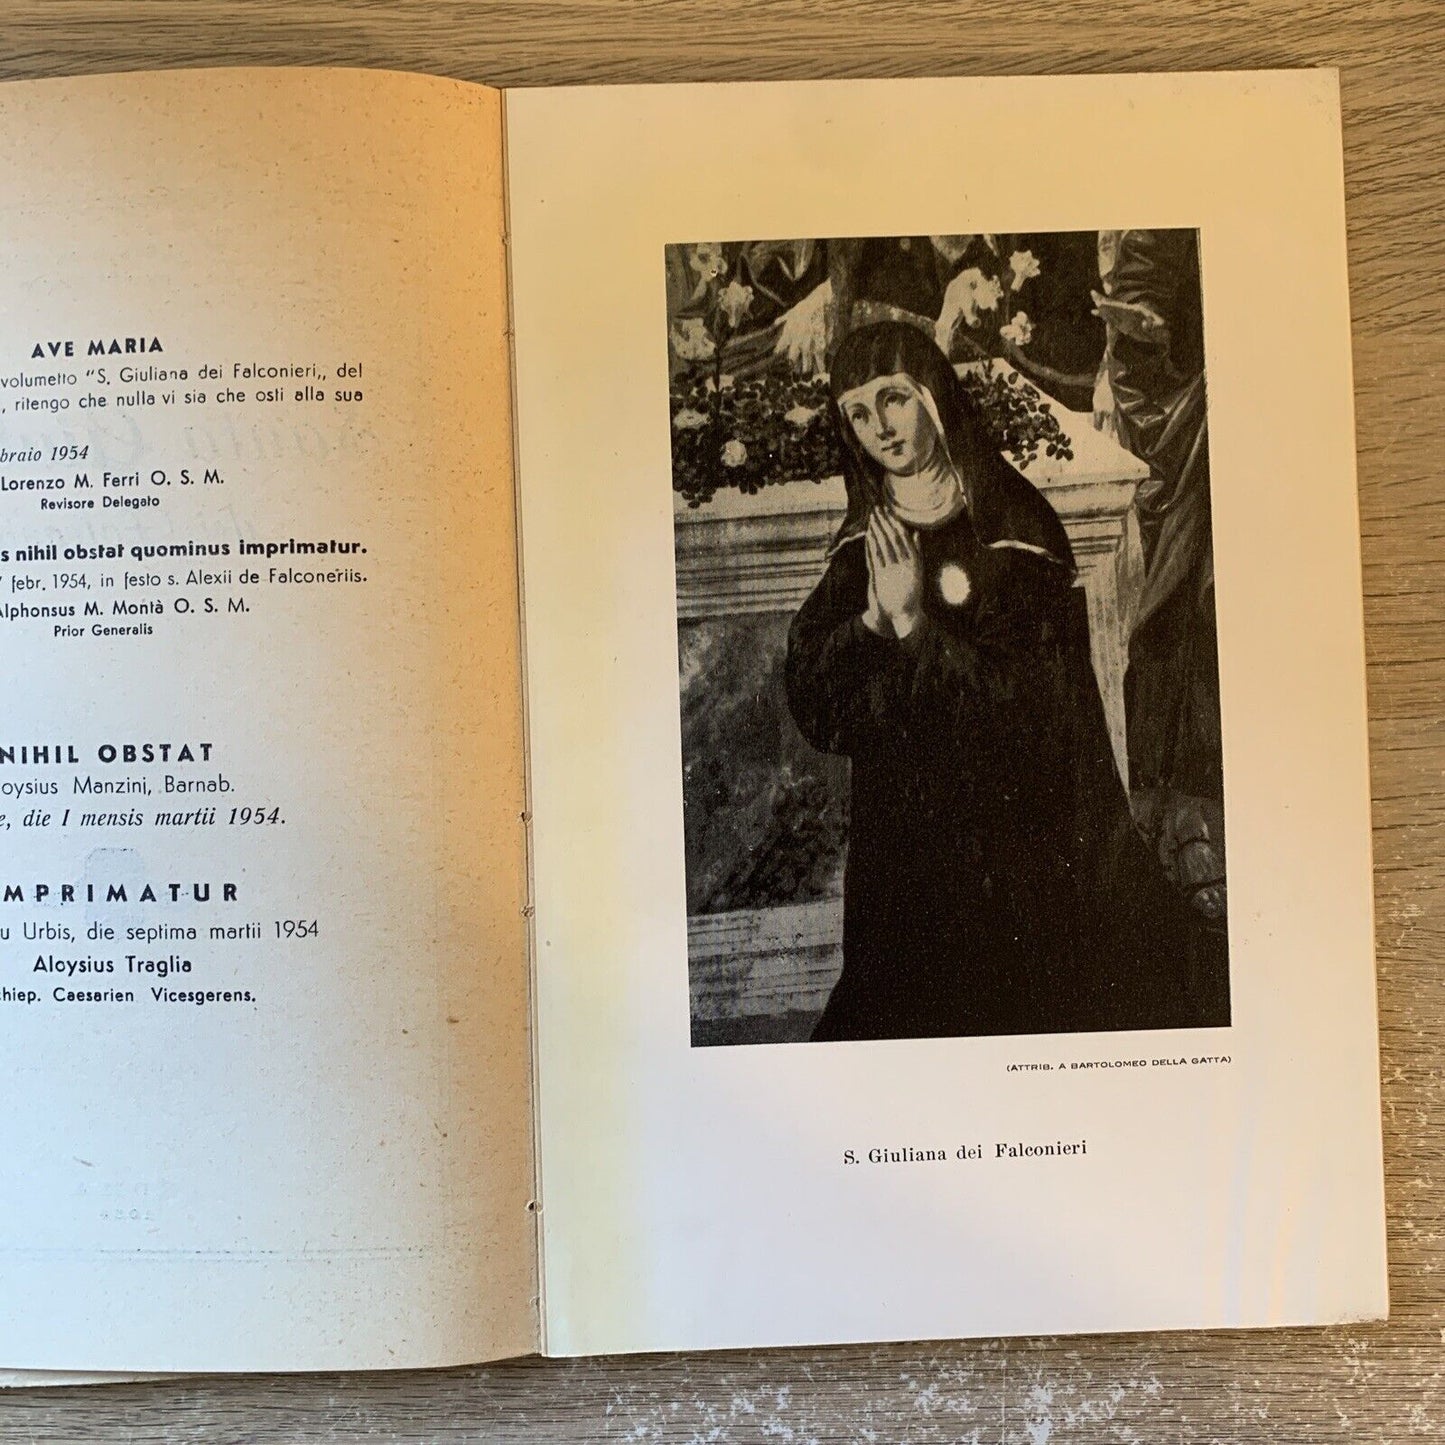 AVE MARIA
volumetto "S. Giuliana dei Falconieri,, del
, ritengo che nulla vi sia che osti alla sua
braio 1954
Lorenzo M. Ferri O. S. M.
Revisore Delegato
s nihil obstat quominus imprimatur.
febr. 1954, in festo s. Alexii de Falconeriis.
Alphonsus M. Montà O. S. M.
Prior Generalis
NIHIL OBSTAT
oysius Manzini, Barnab.
e, die I mensis martii 1954.
MPRIMATUR
u Urbis, die septima martii 1954
Aloysius Traglia
hiep. Caesarien Vicesgerens.
(ATTRIB. A BARTOLOMEO DELLA GATTA)
S. Giuliana dei Falconieri